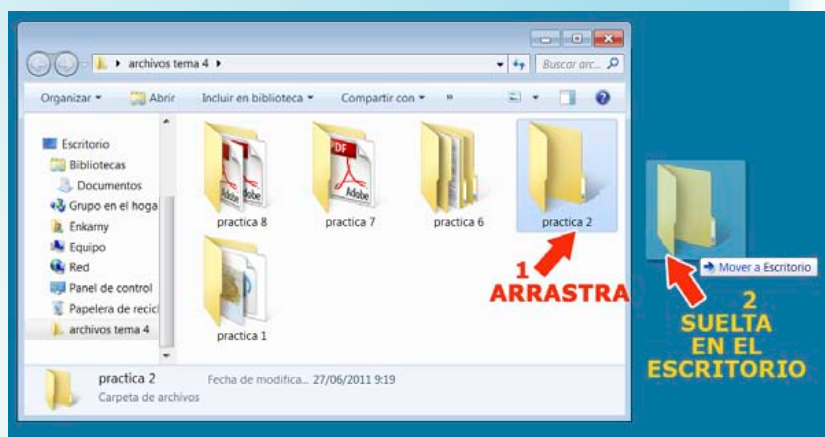 archivos tema 4
Buscar arc...
Organizar Abrir Incluir en biblioteca Compartir con »
Escritorio
Bibliotecas
Documentos
Grupo en el hoga
Enkarny
Equipo
Red
Panel de control
Papelera de recicl
archivos tema 4
PDF
Adobe
Adobe
Adobe
practica 8 practica 7 practica 6 practica 2
practica 1
1
ARRASTRA
Mover a Escritorio
2
SUELTA
EN EL
ESCRITORIO
practica 2 Fecha de modifica... 27/06/2011 9:19
Carpeta de archivos